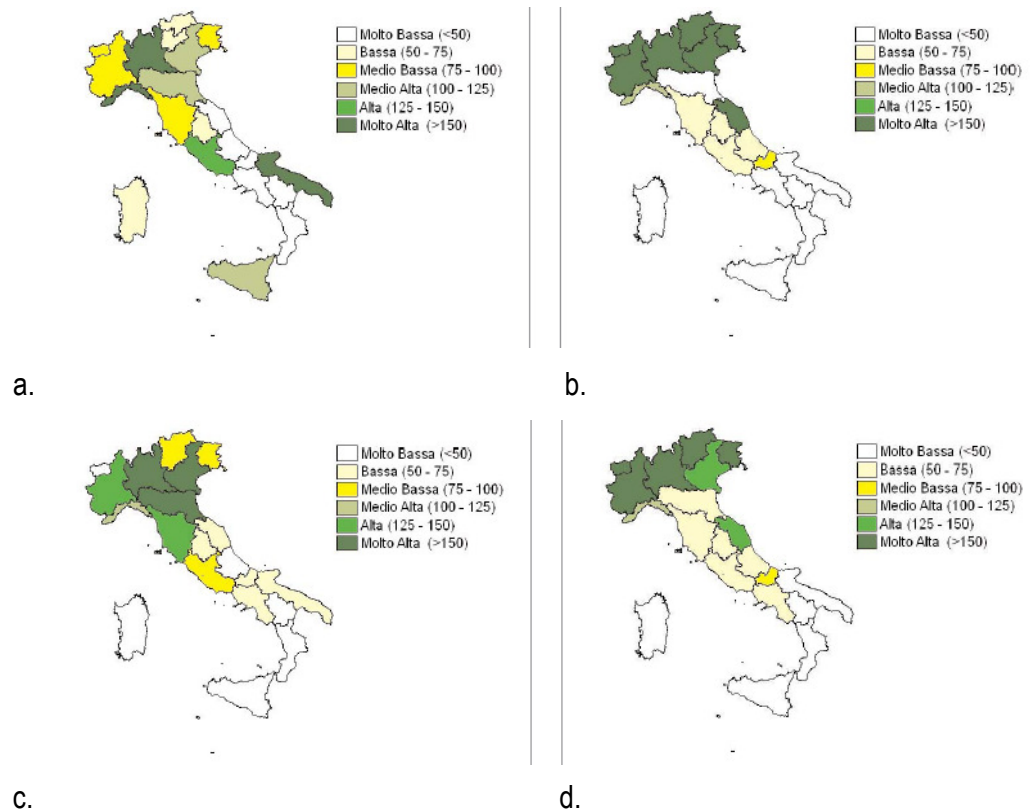 Molto Bassa (<50)
Bassa (50 - 75)
Medio Bassa (75 - 100)
Medio Alta (100 - 125)
Alta (125 - 150)
Molto Alta (>150)
a.
Molto Bassa (<50)
Bassa (50 - 75)
Medio Bassa (75 - 100)
Medio Alta (100 - 125)
Alta (125 - 150)
Molto Alta (>150)
b.
Molto Bassa (<50)
Bassa (50 - 75)
Medio Bassa (75 - 100)
Medio Alta (100 - 125)
Alta (125 - 150)
Molto Alta (>150)
c.
Molto Bassa (<50)
Bassa (50 - 75)
Medio Bassa (75 - 100)
Medio Alta (100 - 125)
Alta (125 - 150)
Molto Alta (>150)
d.